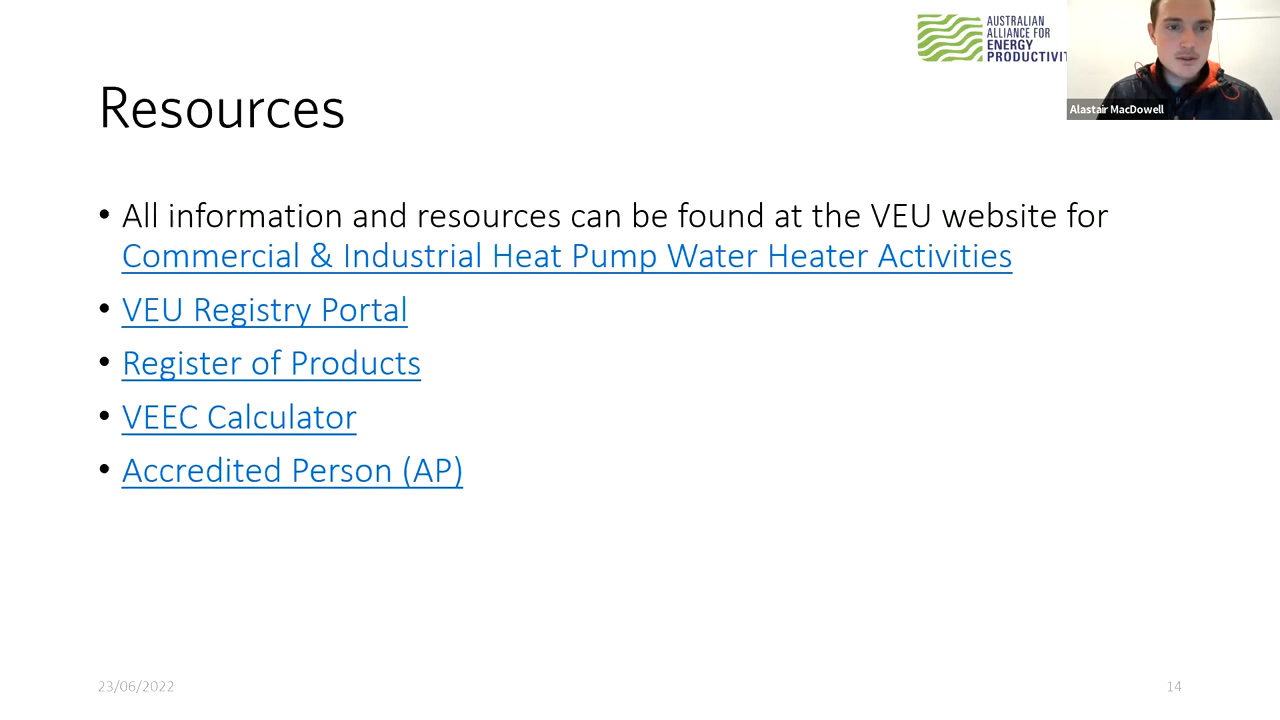 AUSTRALIAN
ALLIANCE FOR
ENERGY
PRODUCTIVIT
Alastair MacDowell
Resources
• All information and resources can be found at the VEU website for
Commercial & Industrial Heat Pump Water Heater Activities
• VEU Registry Portal
• Register of Products
• VEEC Calculator
• Accredited Person (AP)
23/06/2022
14